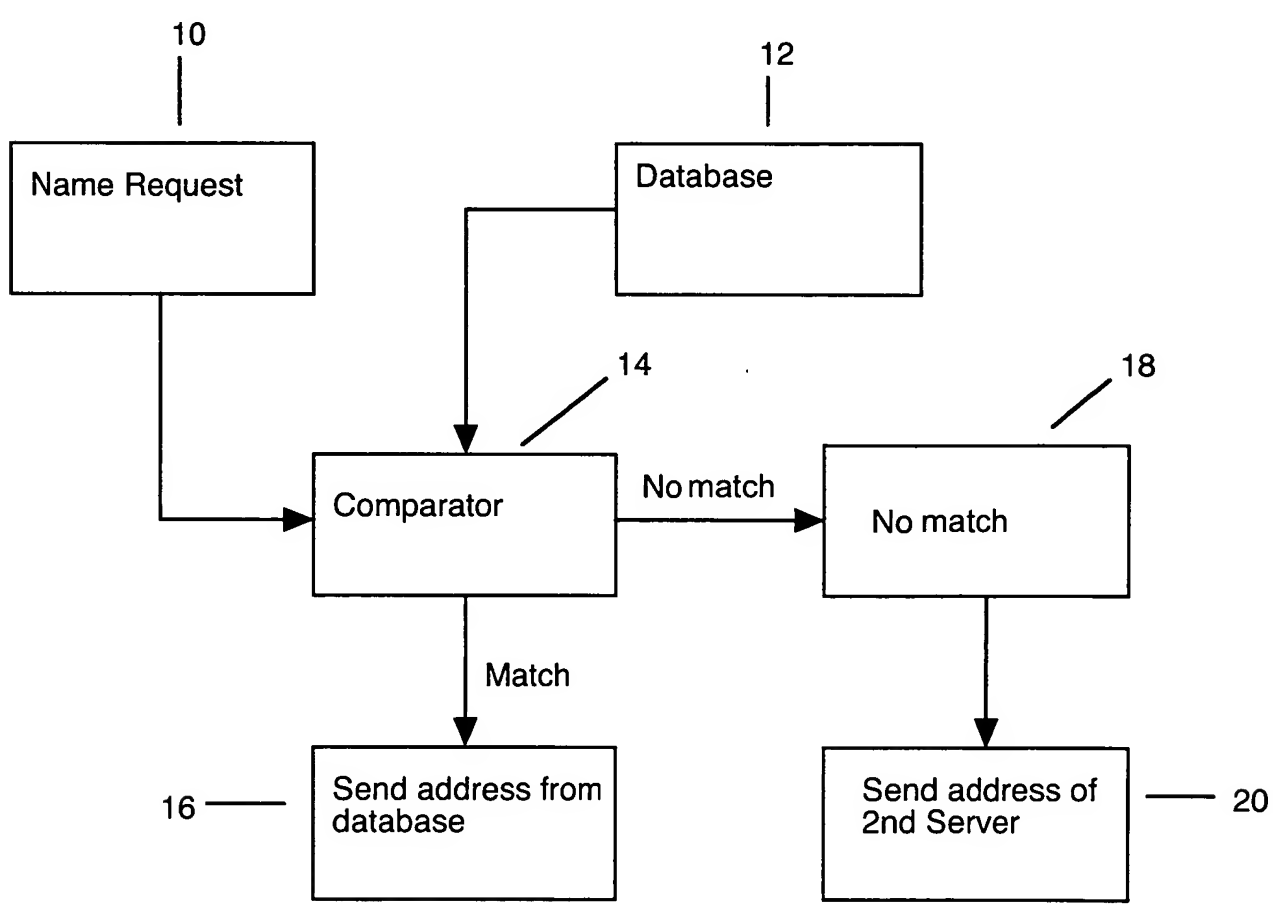 10
12
Name Request
Database
14
18
Comparator
No match
No match
Match
16
Send address from
database
Send address of
2nd Server
20